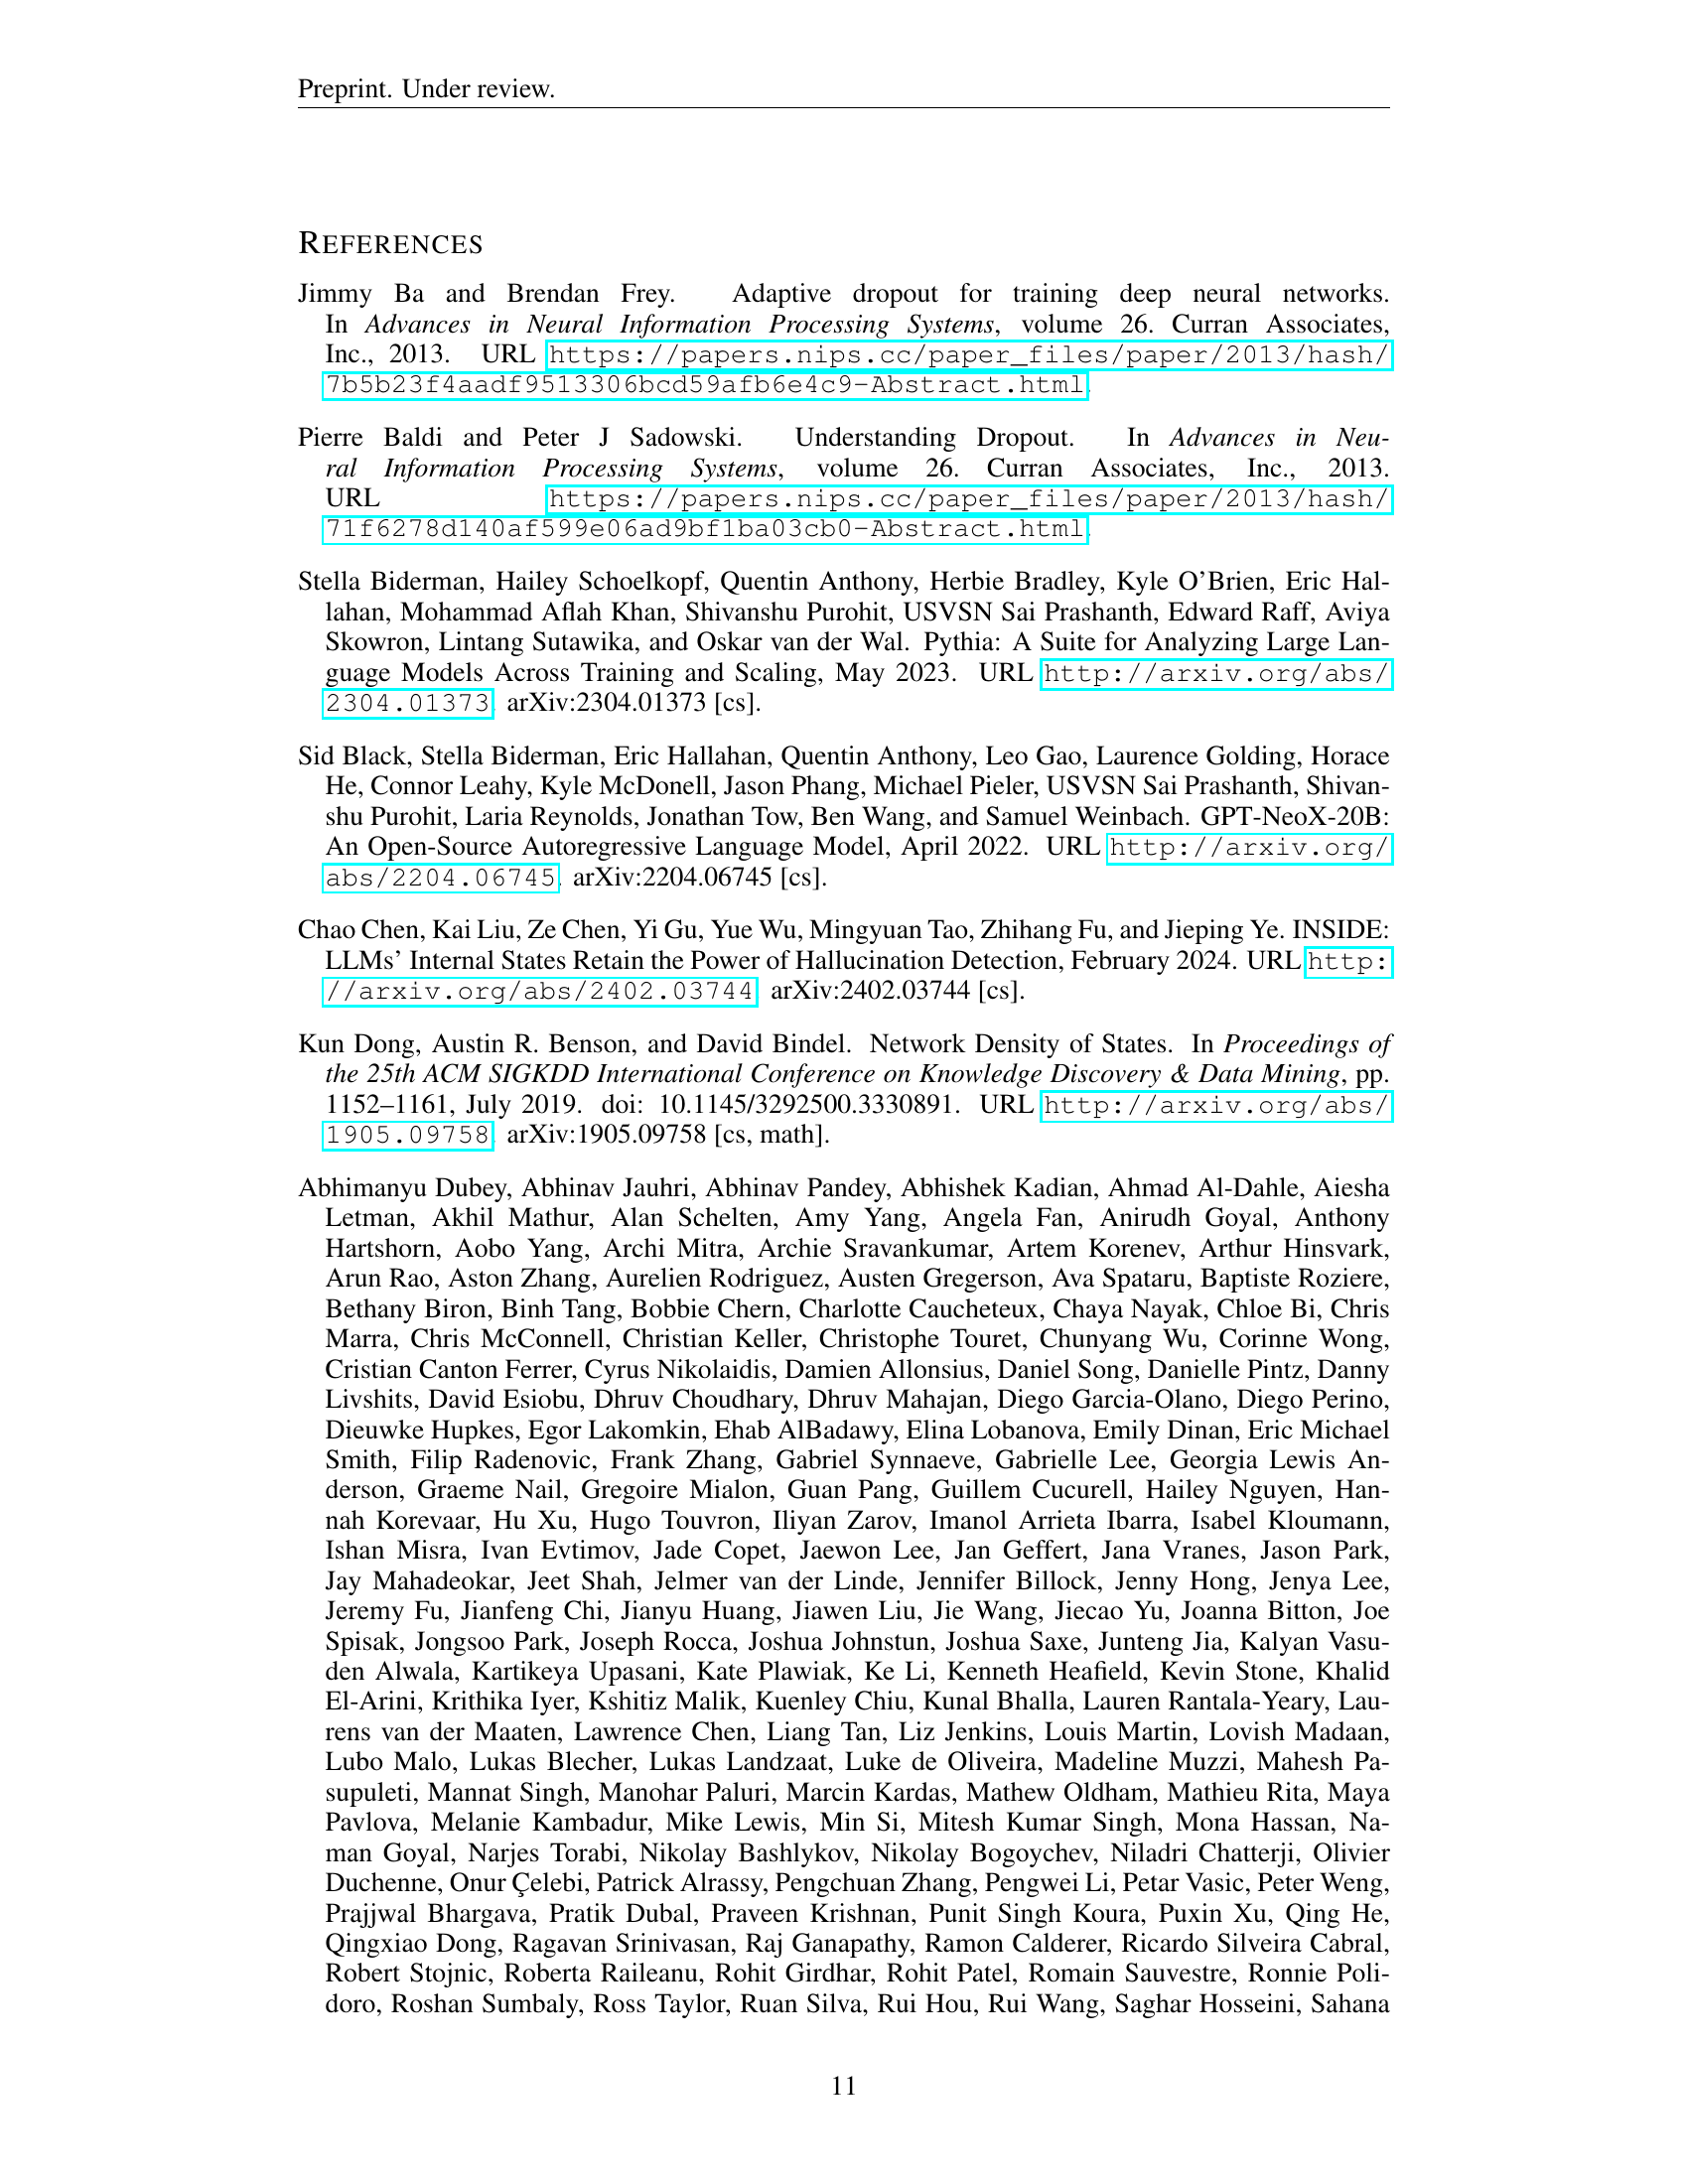 Preprint. Under review.
REFERENCES
Jimmy Ba and Brendan Frey. Adaptive dropout for training deep neural networks.
In Advances in Neural Information Processing Systems, volume 26. Curran Associates,
Inc., 2013. URL https://papers.nips.cc/paper_files/paper/2013/hash/
7b5b23f4aadf9513306bcd59afb6e4c9-Abstract.html.
Pierre Baldi and Peter J Sadowski. Understanding Dropout. In Advances in Neu-
ral Information Processing Systems, volume 26. Curran Associates, Inc., 2013.
URL https://papers.nips.cc/paper_files/paper/2013/hash/
71f6278d140af599e06ad9bf1ba03cb0-Abstract.html.
Stella Biderman, Hailey Schoelkopf, Quentin Anthony, Herbie Bradley, Kyle O'Brien, Eric Hal-
lahan, Mohammad Aflah Khan, Shivanshu Purohit, USVSN Sai Prashanth, Edward Raff, Aviya
Skowron, Lintang Sutawika, and Oskar van der Wal. Pythia: A Suite for Analyzing Large Lan-
guage Models Across Training and Scaling, May 2023. URL http://arxiv.org/abs/
2304.01373. arXiv:2304.01373 [cs].
Sid Black, Stella Biderman, Eric Hallahan, Quentin Anthony, Leo Gao, Laurence Golding, Horace
He, Connor Leahy, Kyle McDonell, Jason Phang, Michael Pieler, USVSN Sai Prashanth, Shivan-
shu Purohit, Laria Reynolds, Jonathan Tow, Ben Wang, and Samuel Weinbach. GPT-NeoX-20B:
An Open-Source Autoregressive Language Model, April 2022. URL http://arxiv.org/
abs/2204.06745. arXiv:2204.06745 [cs].
Chao Chen, Kai Liu, Ze Chen, Yi Gu, Yue Wu, Mingyuan Tao, Zhihang Fu, and Jieping Ye. INSIDE:
LLMs' Internal States Retain the Power of Hallucination Detection, February 2024. URL http:
//arxiv.org/abs/2402.03744. arXiv:2402.03744 [cs].
Kun Dong, Austin R. Benson, and David Bindel. Network Density of States. In Proceedings of
the 25th ACM SIGKDD International Conference on Knowledge Discovery & Data Mining, pp.
1152–1161, July 2019. doi: 10.1145/3292500.3330891. URL http://arxiv.org/abs/
1905.09758. arXiv:1905.09758 [cs, math].
Abhimanyu Dubey, Abhinav Jauhri, Abhinav Pandey, Abhishek Kadian, Ahmad Al-Dahle, Aiesha
Letman, Akhil Mathur, Alan Schelten, Amy Yang, Angela Fan, Anirudh Goyal, Anthony
Hartshorn, Aobo Yang, Archi Mitra, Archie Sravankumar, Artem Korenev, Arthur Hinsvark,
Arun Rao, Aston Zhang, Aurelien Rodriguez, Austen Gregerson, Ava Spataru, Baptiste Roziere,
Bethany Biron, Binh Tang, Bobbie Chern, Charlotte Caucheteux, Chaya Nayak, Chloe Bi, Chris
Marra, Chris McConnell, Christian Keller, Christophe Touret, Chunyang Wu, Corinne Wong,
Cristian Canton Ferrer, Cyrus Nikolaidis, Damien Allonsius, Daniel Song, Danielle Pintz, Danny
Livshits, David Esiobu, Dhruv Choudhary, Dhruv Mahajan, Diego Garcia-Olano, Diego Perino,
Dieuwke Hupkes, Egor Lakomkin, Ehab AlBadawy, Elina Lobanova, Emily Dinan, Eric Michael
Smith, Filip Radenovic, Frank Zhang, Gabriel Synnaeve, Gabrielle Lee, Georgia Lewis An-
derson, Graeme Nail, Gregoire Mialon, Guan Pang, Guillem Cucurell, Hailey Nguyen, Han-
nah Korevaar, Hu Xu, Hugo Touvron, Iliyan Zarov, Imanol Arrieta Ibarra, Isabel Kloumann,
Ishan Misra, Ivan Evtimov, Jade Copet, Jaewon Lee, Jan Geffert, Jana Vranes, Jason Park,
Jay Mahadeokar, Jeet Shah, Jelmer van der Linde, Jennifer Billock, Jenny Hong, Jenya Lee,
Jeremy Fu, Jianfeng Chi, Jianyu Huang, Jiawen Liu, Jie Wang, Jiecao Yu, Joanna Bitton, Joe
Spisak, Jongsoo Park, Joseph Rocca, Joshua Johnstun, Joshua Saxe, Junteng Jia, Kalyan Vasu-
den Alwala, Kartikeya Upasani, Kate Plawiak, Ke Li, Kenneth Heafield, Kevin Stone, Khalid
El-Arini, Krithika Iyer, Kshitiz Malik, Kuenley Chiu, Kunal Bhalla, Lauren Rantala-Yeary, Lau-
rens van der Maaten, Lawrence Chen, Liang Tan, Liz Jenkins, Louis Martin, Lovish Madaan,
Lubo Malo, Lukas Blecher, Lukas Landzaat, Luke de Oliveira, Madeline Muzzi, Mahesh Pa-
supuleti, Mannat Singh, Manohar Paluri, Marcin Kardas, Mathew Oldham, Mathieu Rita, Maya
Pavlova, Melanie Kambadur, Mike Lewis, Min Si, Mitesh Kumar Singh, Mona Hassan, Na-
man Goyal, Narjes Torabi, Nikolay Bashlykov, Nikolay Bogoychev, Niladri Chatterji, Olivier
Duchenne, Onur Çelebi, Patrick Alrassy, Pengchuan Zhang, Pengwei Li, Petar Vasic, Peter Weng,
Prajjwal Bhargava, Pratik Dubal, Praveen Krishnan, Punit Singh Koura, Puxin Xu, Qing He,
Qingxiao Dong, Ragavan Srinivasan, Raj Ganapathy, Ramon Calderer, Ricardo Silveira Cabral,
Robert Stojnic, Roberta Raileanu, Rohit Girdhar, Rohit Patel, Romain Sauvestre, Ronnie Poli-
doro, Roshan Sumbaly, Ross Taylor, Ruan Silva, Rui Hou, Rui Wang, Saghar Hosseini, Sahana
11